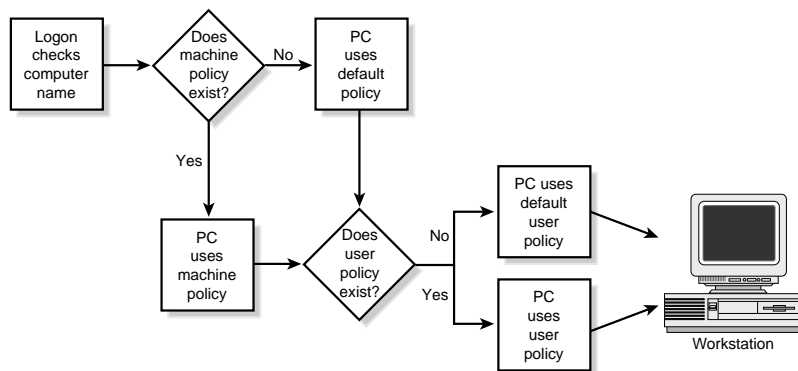 Logon
checks
computer
name
Does
machine
policy
exist?
No
PC
uses
default
policy
Yes
PC
uses
machine
policy
Does
user
policy
exist?
No
PC uses
default
user
policy
Yes
PC
uses
user
policy
Workstation